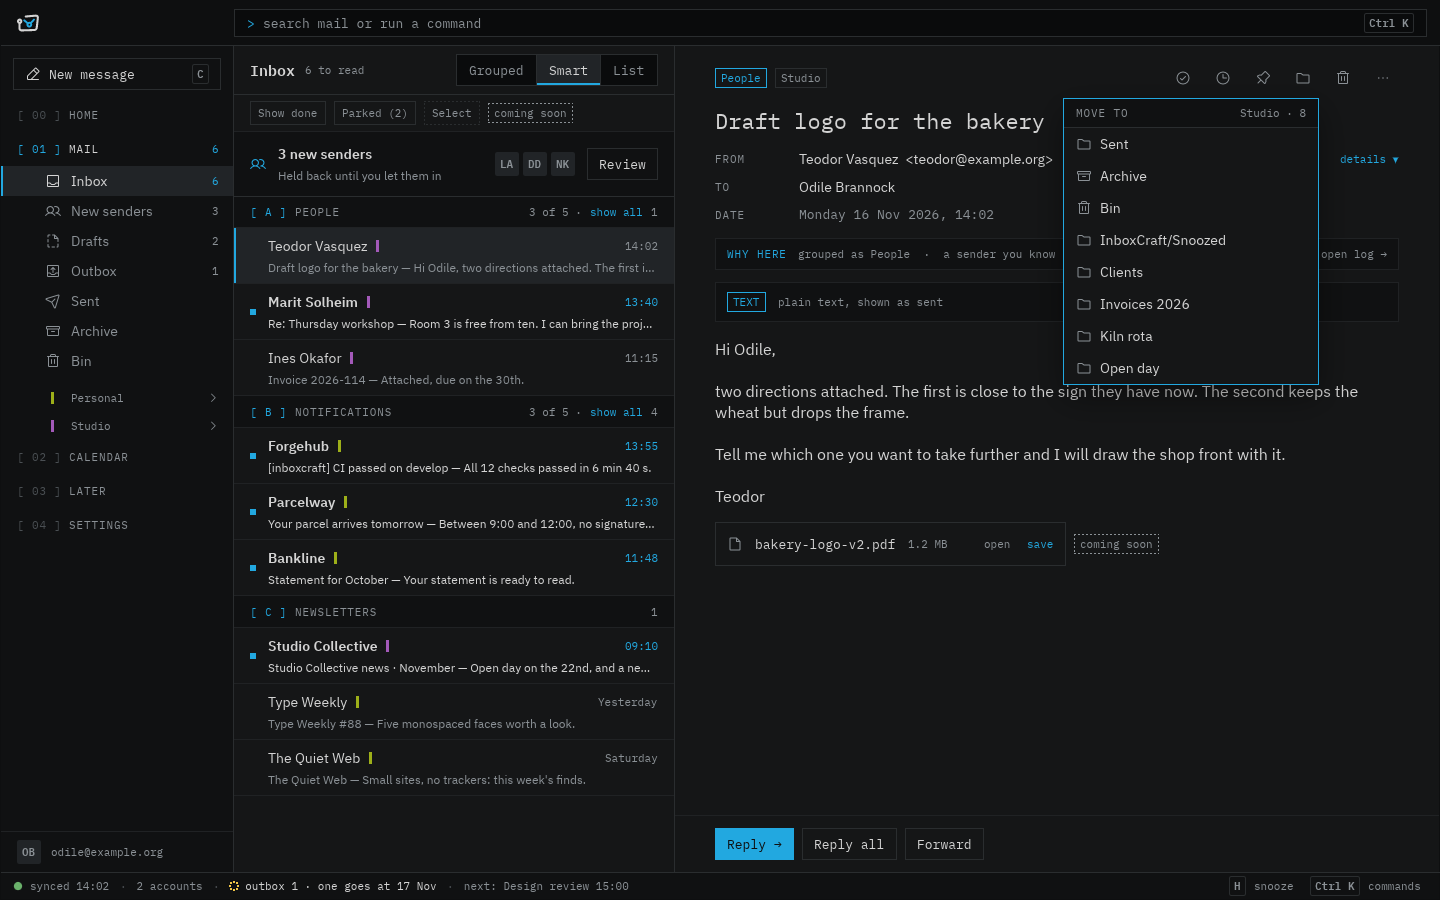 > search mail or run a command
Ctrl K
New message C
[ 00 ] HOME
[ 01 ] MAIL 6
Inbox 6
New senders 3
Drafts 2
Outbox 1
Sent
Archive
Bin
Personal
Studio
[ 02 ] CALENDAR
[ 03 ] LATER
[ 04 ] SETTINGS
OB odile@example.org
Inbox 6 to read
Grouped Smart List
Show done Parked (2) Select coming soon
3 new senders
Held back until you let them in
LA DD NK Review
[ A ] PEOPLE 3 of 5 · show all 1
Teodor Vasquez 14:02
Draft logo for the bakery — Hi Odile, two directions attached. The first i...
Marit Solheim 13:40
Re: Thursday workshop — Room 3 is free from ten. I can bring the proj...
Ines Okafor 11:15
Invoice 2026-114 — Attached, due on the 30th.
[ B ] NOTIFICATIONS 3 of 5 · show all 4
Forgehub 13:55
[inboxcraft] CI passed on develop — All 12 checks passed in 6 min 40 s.
Parcelway 12:30
Your parcel arrives tomorrow — Between 9:00 and 12:00, no signature...
Bankline 11:48
Statement for October — Your statement is ready to read.
[ C ] NEWSLETTERS 1
Studio Collective 09:10
Studio Collective news · November — Open day on the 22nd, and a ne...
Type Weekly Yesterday
Type Weekly #88 — Five monospaced faces worth a look.
The Quiet Web Saturday
The Quiet Web — Small sites, no trackers: this week's finds.
People Studio
Draft logo for the bakery
FROM Teodor Vasquez <teodor@example.org>
details ▾
TO Odile Brannock
DATE Monday 16 Nov 2026, 14:02
WHY HERE grouped as People · a sender you know
open log →
TEXT plain text, shown as sent
MOVE TO Studio · 8
Sent
Archive
Bin
InboxCraft/Snoozed
Clients
Invoices 2026
Kiln rota
Open day
Hi Odile,
two directions attached. The first is close to the sign they have now. The second keeps the
wheat but drops the frame.
Tell me which one you want to take further and I will draw the shop front with it.
Teodor
bakery-logo-v2.pdf 1.2 MB open save coming soon
Reply → Reply all Forward
synced 14:02 · 2 accounts · outbox 1 · one goes at 17 Nov · next: Design review 15:00
H snooze Ctrl K commands